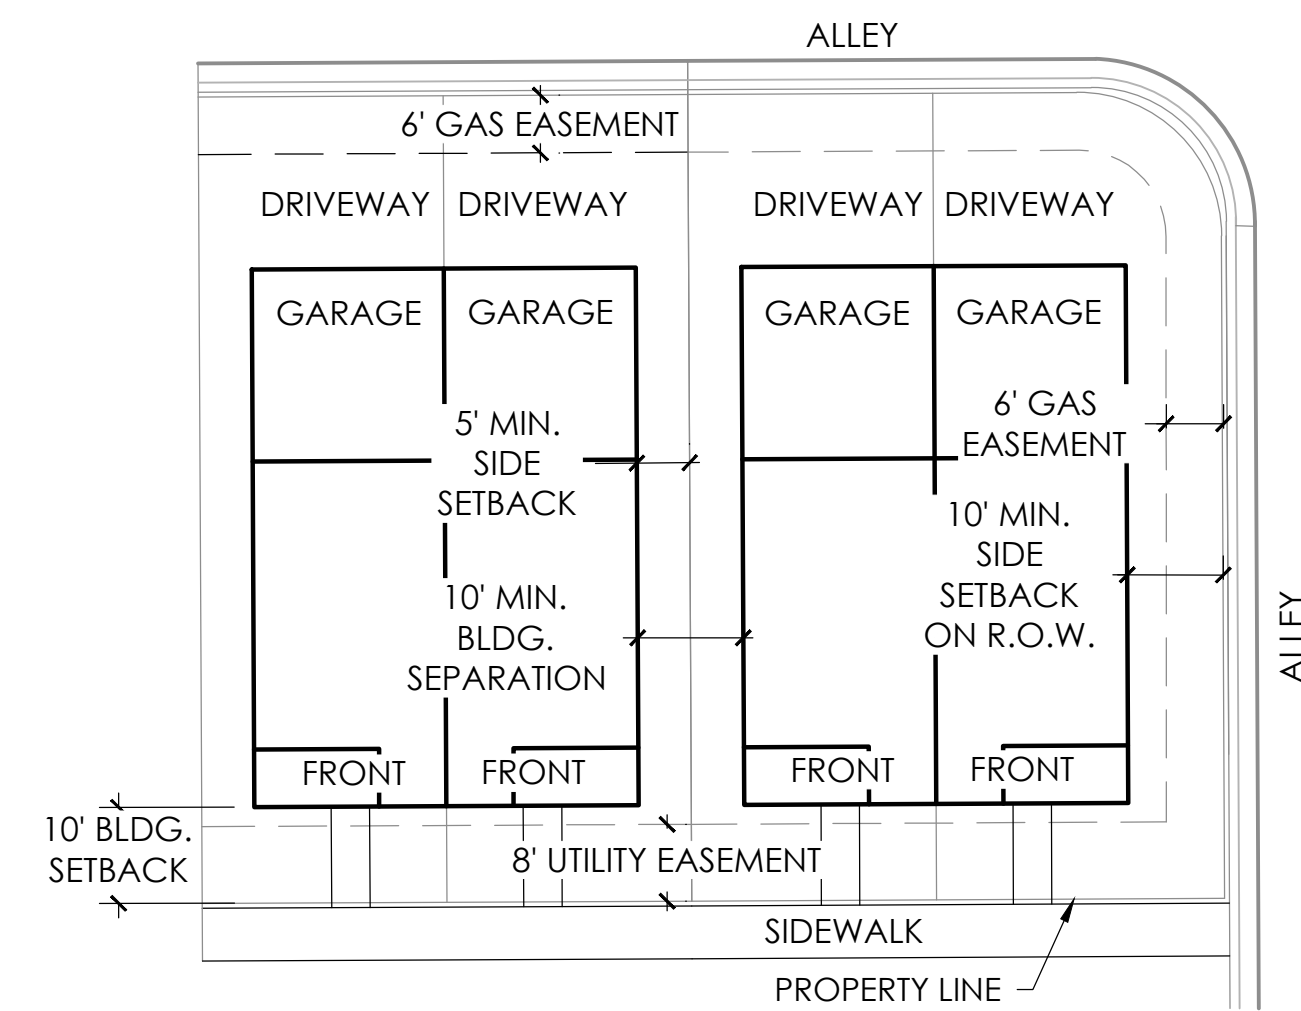 ALLEY
6' GAS EASEMENT
DRIVEWAY
DRIVEWAY
DRIVEWAY
DRIVEWAY
GARAGE
GARAGE
GARAGE
GARAGE
5' MIN.
SIDE
SETBACK
6' GAS
EASEMENT
10' MIN.
SIDE
SETBACK
ON R.O.W.
10' MIN.
BLDG.
SEPARATION
ALLEY
FRONT
FRONT
FRONT
FRONT
10' BLDG.
SETBACK
8' UTILITY EASEMENT
SIDEWALK
PROPERTY LINE